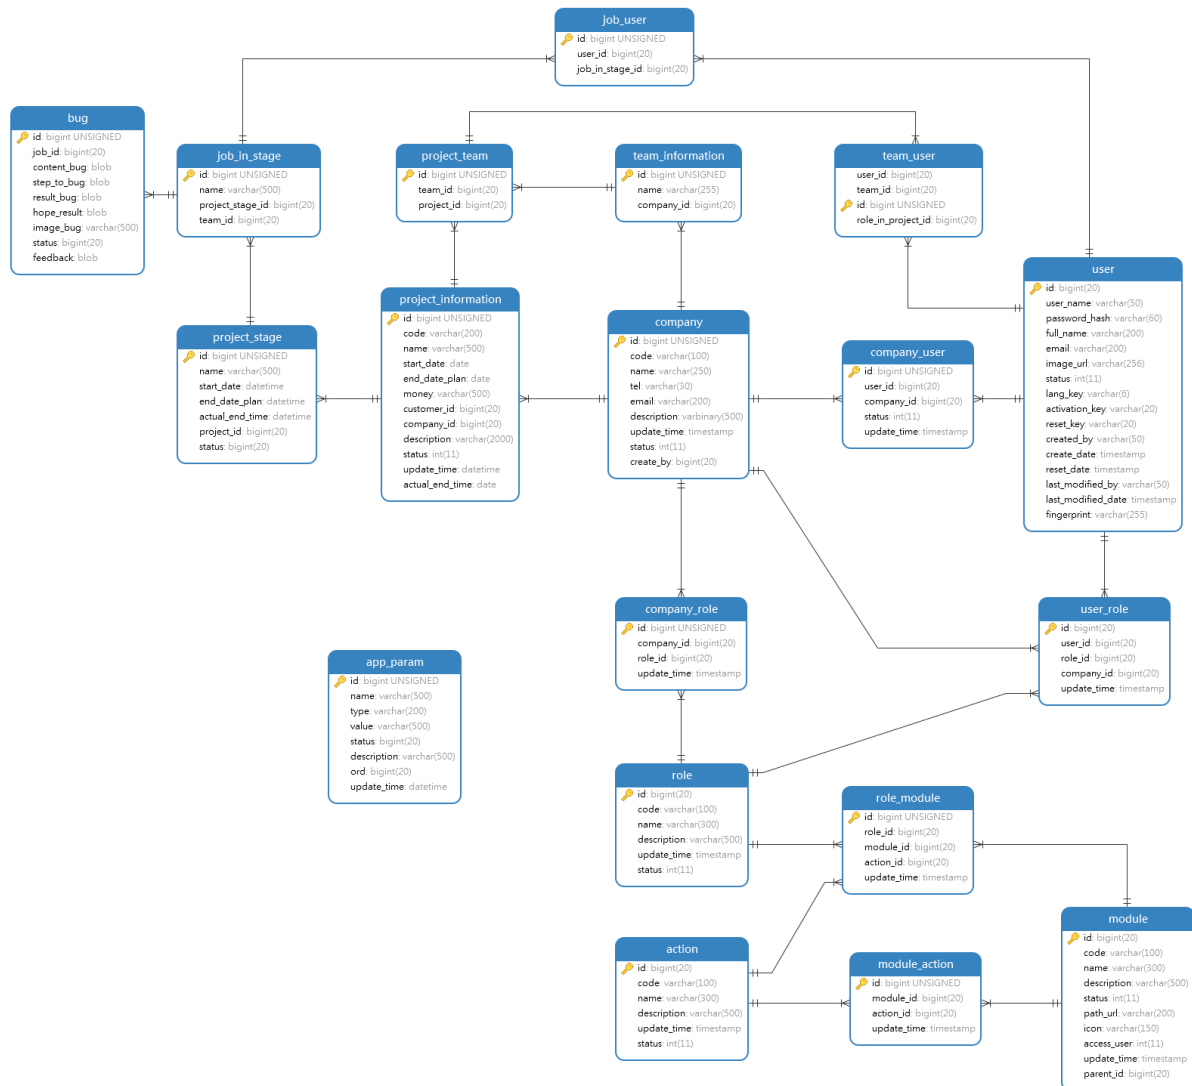 job_user
id: bigint UNSIGNED
user_id: bigint(20)
job_in_stage_id: bigint(20)
bug
id: bigint UNSIGNED
job_id: bigint(20)
content_bug: blob
step_to_bug: blob
result_bug: blob
hope_result: blob
image_bug: varchar(500)
status: bigint(20)
feedback: blob
job_in_stage
id: bigint UNSIGNED
name: varchar(500)
project_stage_id: bigint(20)
team_id: bigint(20)
project_team
id: bigint UNSIGNED
team_id: bigint(20)
project_id: bigint(20)
team_information
id: bigint UNSIGNED
name: varchar(255)
company_id: bigint(20)
team_user
user_id: bigint(20)
team_id: bigint(20)
id: bigint UNSIGNED
role_in_project_id: bigint(20)
user
id: bigint(20)
user_name: varchar(50)
password_hash: varchar(60)
full_name: varchar(200)
email: varchar(200)
image_url: varchar(256)
status: int(11)
lang_key: varchar(6)
activation_key: varchar(20)
reset_key: varchar(20)
created_by: varchar(50)
create_date: timestamp
reset_date: timestamp
last_modified_by: varchar(50)
last_modified_date: timestamp
fingerprint: varchar(255)
project_information
id: bigint UNSIGNED
code: varchar(200)
name: varchar(500)
start_date: date
end_date_plan: date
money: varchar(500)
customer_id: bigint(20)
company_id: bigint(20)
description: varchar(2000)
status: int(11)
update_time: datetime
actual_end_time: date
company
id: bigint UNSIGNED
code: varchar(100)
name: varchar(250)
tel: varchar(30)
email: varchar(200)
description: varbinary(500)
update_time: timestamp
status: int(11)
create_by: bigint(20)
project_stage
id: bigint UNSIGNED
name: varchar(500)
start_date: datetime
end_date_plan: datetime
actual_end_time: datetime
project_id: bigint(20)
status: bigint(20)
company_user
id: bigint UNSIGNED
user_id: bigint(20)
company_id: bigint(20)
status: int(11)
update_time: timestamp
company_role
id: bigint UNSIGNED
company_id: bigint(20)
role_id: bigint(20)
update_time: timestamp
user_role
id: bigint(20)
user_id: bigint(20)
role_id: bigint(20)
company_id: bigint(20)
update_time: timestamp
app_param
id: bigint UNSIGNED
name: varchar(500)
type: varchar(200)
value: varchar(500)
status: bigint(20)
description: varchar(500)
ord: bigint(20)
update_time: datetime
role
id: bigint(20)
code: varchar(100)
name: varchar(300)
description: varchar(500)
update_time: timestamp
status: int(11)
role_module
id: bigint UNSIGNED
role_id: bigint(20)
module_id: bigint(20)
action_id: bigint(20)
update_time: timestamp
action
id: bigint(20)
code: varchar(100)
name: varchar(300)
description: varchar(500)
update_time: timestamp
status: int(11)
module_action
id: bigint UNSIGNED
module_id: bigint(20)
action_id: bigint(20)
update_time: timestamp
module
id: bigint(20)
code: varchar(100)
name: varchar(300)
description: varchar(500)
status: int(11)
path_url: varchar(200)
icon: varchar(150)
access_user: int(11)
update_time: timestamp
parent_id: bigint(20)